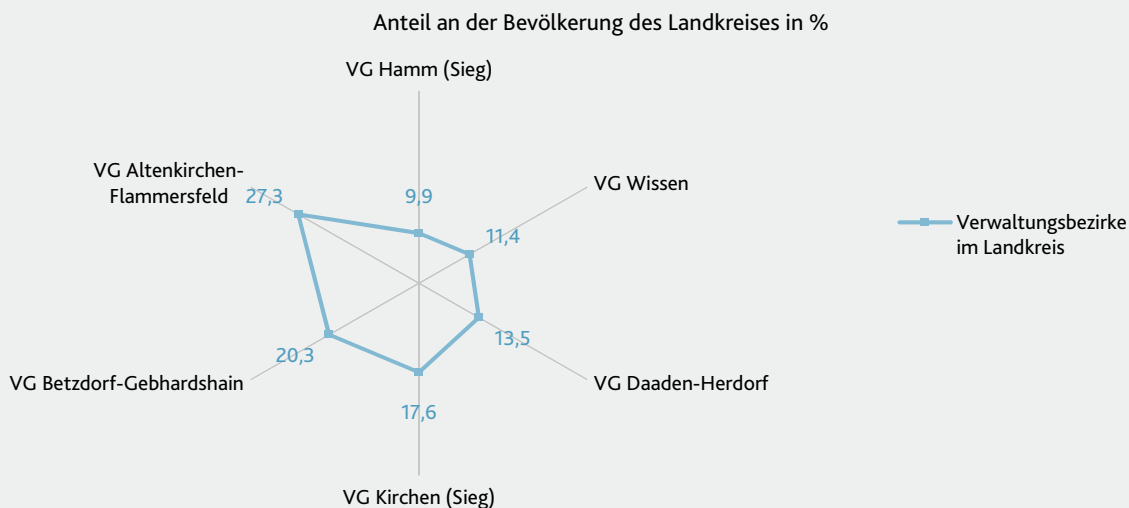 Anteil an der Bevölkerung des Landkreises in %
VG Hamm (Sieg)
VG Altenkirchen-
Flammersfeld
27,3
9,9
VG Wissen
11,4
Verwaltungsbezirke
im Landkreis
13,5
20,3
VG Betzdorf-Gebhardshain
VG Daaden-Herdorf
17,6
VG Kirchen (Sieg)